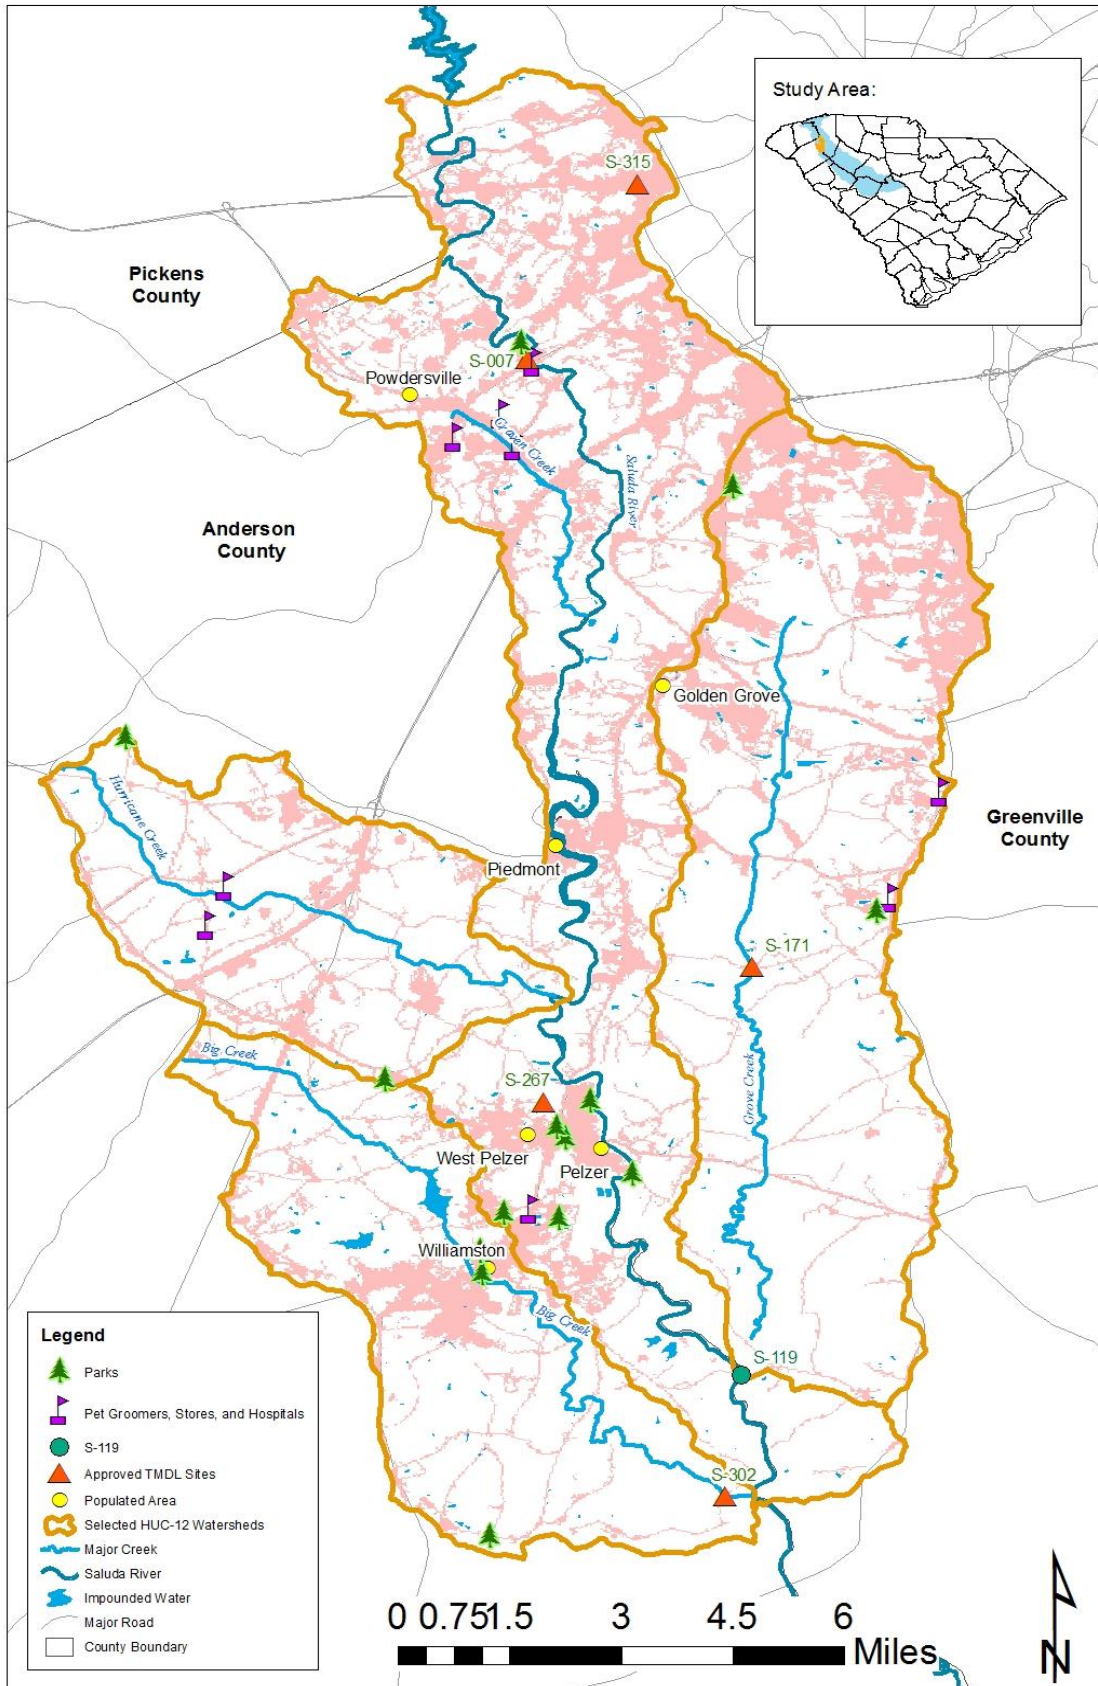 Study Area:
S-315
Pickens
County
S-007
Powdersville
Craven Creek
Saluda River
Anderson
County
Golden Grove
Hurricane Creek
Greenville
County
Piedmont
S-171
Big Creek
S-267
Grove Creek
West Pelzer
Pelzer
Williamston
Big Creek
S-119
S-302
Legend
Parks
Pet Groomers, Stores, and Hospitals
S-119
Approved TMDL Sites
Populated Area
Selected HUC-12 Watersheds
Major Creek
Saluda River
Impounded Water
Major Road
County Boundary
0 0.75 1.5 3 4.5 6
Miles
N